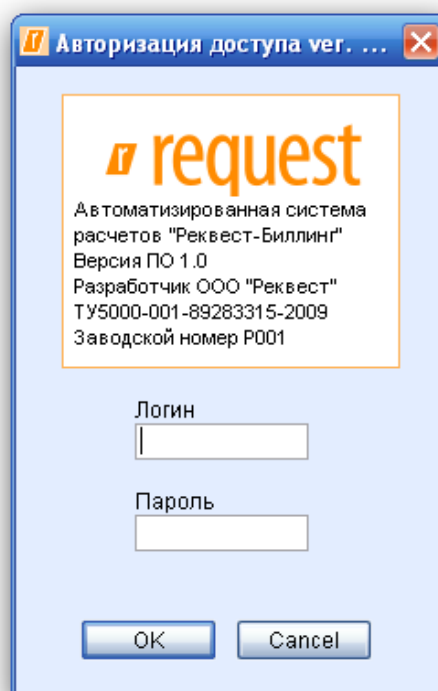 Авторизация доступа ver. ...
request
Автоматизированная система
расчетов "Реквест-Биллинг"
Версия ПО 1.0
Разработчик ООО "Реквест"
ТУ5000-001-89283315-2009
Заводской номер Р001
Логин
Пароль
OK
Cancel